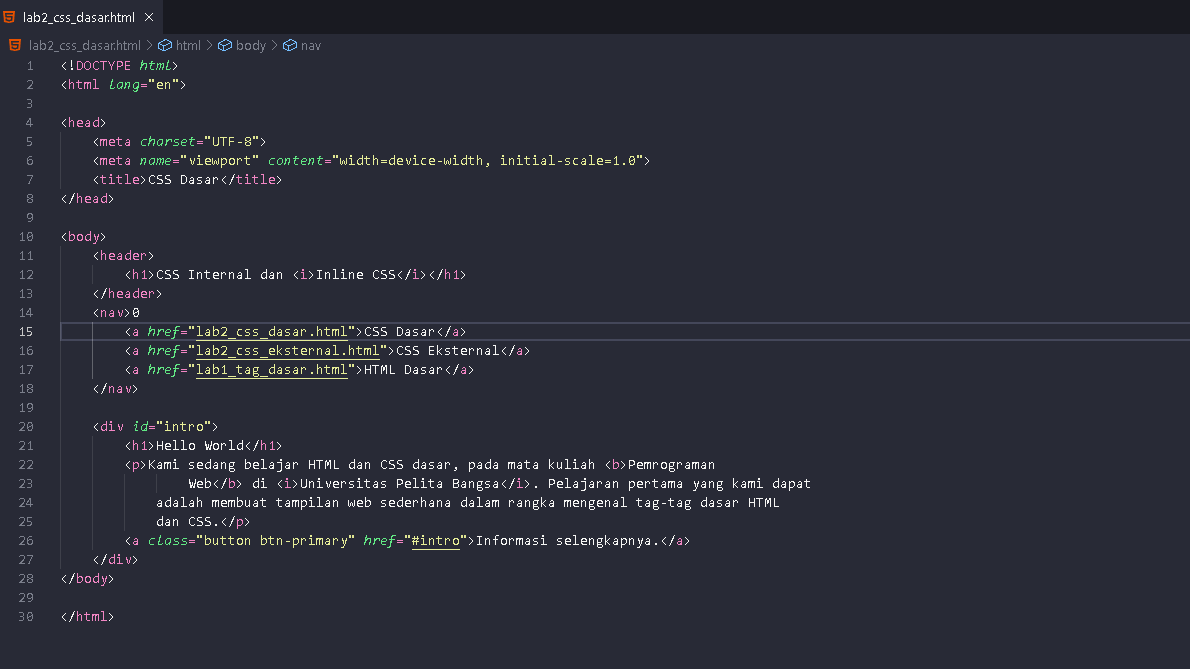 lab2_css_dasar.html ×
lab2_css_dasar.html > html > body > nav
1 <!DOCTYPE html>
2 <html lang="en">
3
4 <head>
5     <meta charset="UTF-8">
6     <meta name="viewport" content="width=device-width, initial-scale=1.0">
7     <title>CSS Dasar</title>
8 </head>
9
10 <body>
11     <header>
12         <h1>CSS Internal dan <i>Inline CSS</i></h1>
13     </header>
14     <nav>0
15         <a href="lab2_css_dasar.html">CSS Dasar</a>
16         <a href="lab2_css_eksternal.html">CSS Eksternal</a>
17         <a href="lab1_tag_dasar.html">HTML Dasar</a>
18     </nav>
19
20     <div id="intro">
21         <h1>Hello World</h1>
22         <p>Kami sedang belajar HTML dan CSS dasar, pada mata kuliah <b>Pemrograman
23                 Web</b> di <i>Universitas Pelita Bangsa</i>. Pelajaran pertama yang kami dapat
24             adalah membuat tampilan web sederhana dalam rangka mengenal tag-tag dasar HTML
25             dan CSS.</p>
26         <a class="button btn-primary" href="#intro">Informasi selengkapnya.</a>
27     </div>
28 </body>
29
30 </html>